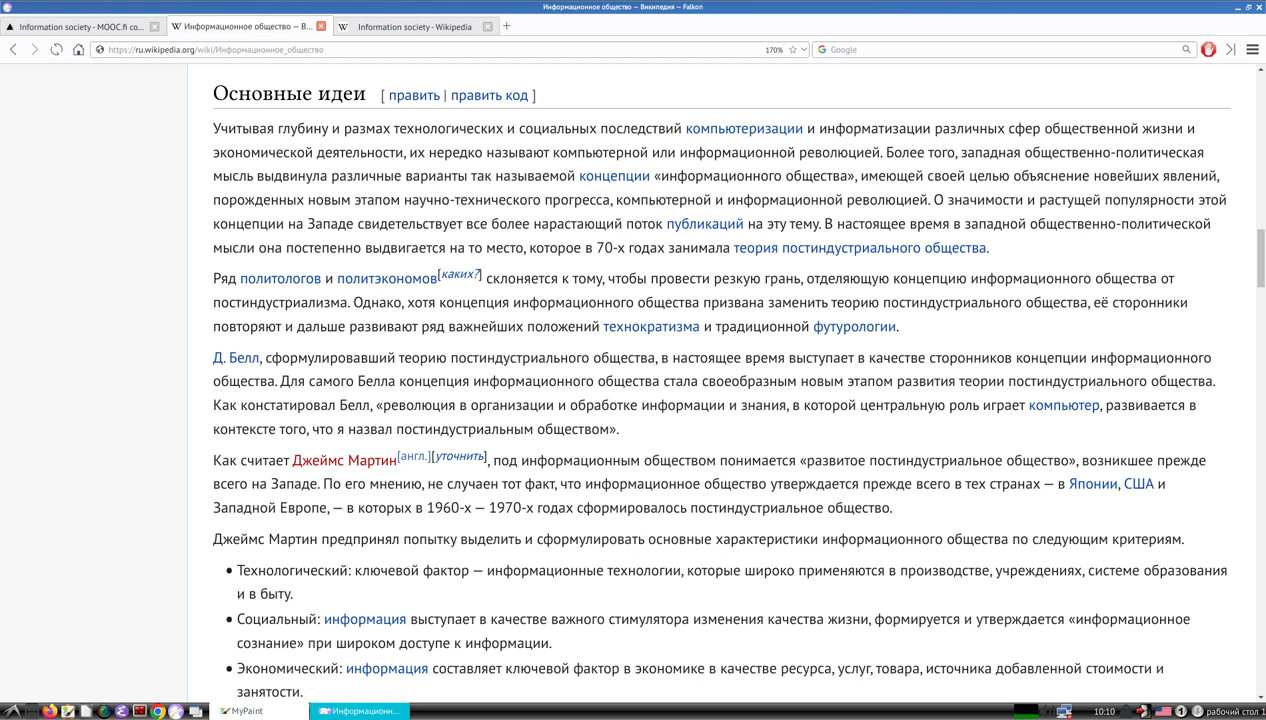 Информационное общество — Википедия — Falkon
Information society - MOOC.fi co...
Информационное общество — В...
Information society - Wikipedia
https://ru.wikipedia.org/wiki/Информационное_общество
170%
Google
Основные идеи [ править | править код ]
Учитывая глубину и размах технологических и социальных последствий компьютеризации и информатизации различных сфер общественной жизни и
экономической деятельности, их нередко называют компьютерной или информационной революцией. Более того, западная общественно-политическая
мысль выдвинула различные варианты так называемой концепции «информационного общества», имеющей своей целью объяснение новейших явлений,
порожденных новым этапом научно-технического прогресса, компьютерной и информационной революцией. О значимости и растущей популярности этой
концепции на Западе свидетельствует все более нарастающий поток публикаций на эту тему. В настоящее время в западной общественно-политической
мысли она постепенно выдвигается на то место, которое в 70-х годах занимала теория постиндустриального общества.
Ряд политологов и политэкономов[каких?] склоняется к тому, чтобы провести резкую грань, отделяющую концепцию информационного общества от
постиндустриализма. Однако, хотя концепция информационного общества призвана заменить теорию постиндустриального общества, её сторонники
повторяют и дальше развивают ряд важнейших положений технократизма и традиционной футурологии.
Д. Белл, сформулировавший теорию постиндустриального общества, в настоящее время выступает в качестве сторонников концепции информационного
общества. Для самого Белла концепция информационного общества стала своеобразным новым этапом развития теории постиндустриального общества.
Как констатировал Белл, «революция в организации и обработке информации и знания, в которой центральную роль играет компьютер, развивается в
контексте того, что я назвал постиндустриальным обществом».
Как считает Джеймс Мартин[англ.][уточнить], под информационным обществом понимается «развитое постиндустриальное общество», возникшее прежде
всего на Западе. По его мнению, не случаен тот факт, что информационное общество утверждается прежде всего в тех странах — в Японии, США и
Западной Европе, — в которых в 1960-х — 1970-х годах сформировалось постиндустриальное общество.
Джеймс Мартин предпринял попытку выделить и сформулировать основные характеристики информационного общества по следующим критериям.
• Технологический: ключевой фактор — информационные технологии, которые широко применяются в производстве, учреждениях, системе образования
и в быту.
• Социальный: информация выступает в качестве важного стимулятора изменения качества жизни, формируется и утверждается «информационное
сознание» при широком доступе к информации.
• Экономический: информация составляет ключевой фактор в экономике в качестве ресурса, услуг, товара, источника добавленной стоимости и
занятости.
MyPaint
Информационн...
10:10
рабочий стол 1